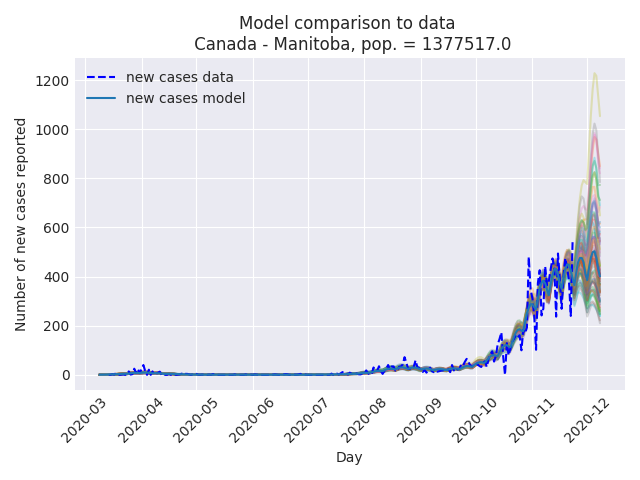 Model comparison to data
Canada - Manitoba, pop. = 1377517.0
new cases data
new cases model
Number of new cases reported
1200
1000
800
600
400
200
0
2020-03
2020-04
2020-05
2020-06
2020-07
2020-08
2020-09
2020-10
2020-11
2020-12
Day